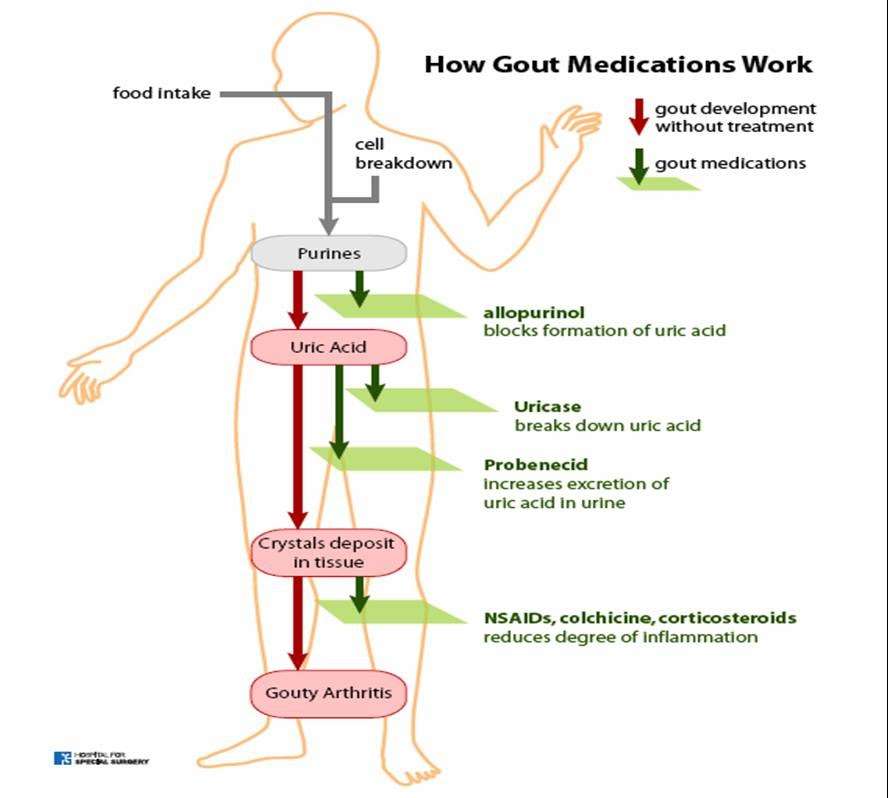 How Gout Medications Work
food intake
gout development
without treatment
cell
breakdown
gout medications
Purines
allopurinol
blocks formation of uric acid
Uric Acid
Uricase
breaks down uric acid
Probenecid
increases excretion of
uric acid in urine
Crystals deposit
in tissue
NSAIDs, colchicine, corticosteroids
reduces degree of inflammation
Gouty Arthritis
HOSPITAL FOR
SPECIAL SURGERY